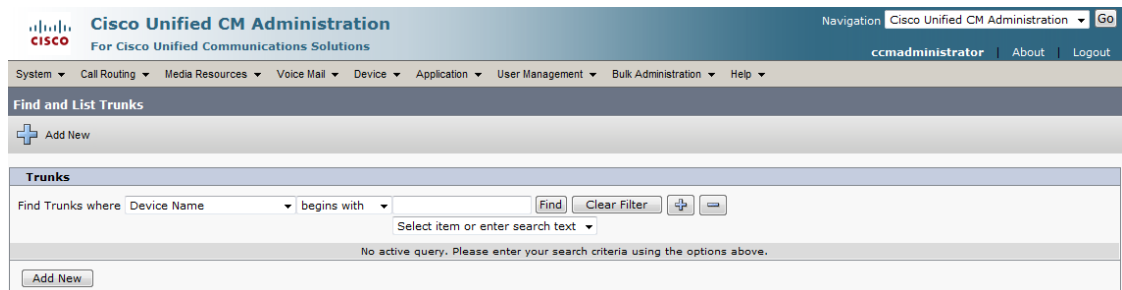 Cisco Unified CM Administration
Navigation Cisco Unified CM Administration Go
CISCO
For Cisco Unified Communications Solutions
ccmadministrator | About | Logout
System Call Routing Media Resources Voice Mail Device Application User Management Bulk Administration Help
Find and List Trunks
Add New
Trunks
Find Trunks where Device Name begins with Find Clear Filter
Select item or enter search text
No active query. Please enter your search criteria using the options above.
Add New